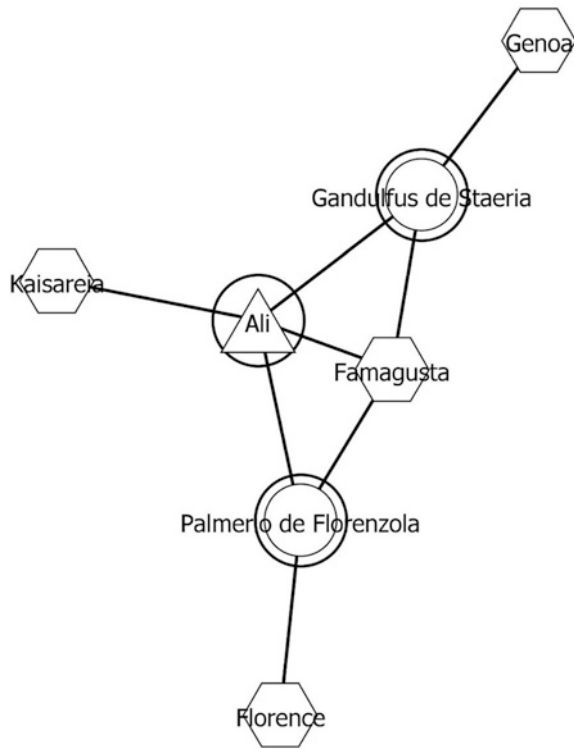 Genoa
Gandulfus de Staeria
Kaisareia
Ali
Famagusta
Palmerio de Florenzola
Florence